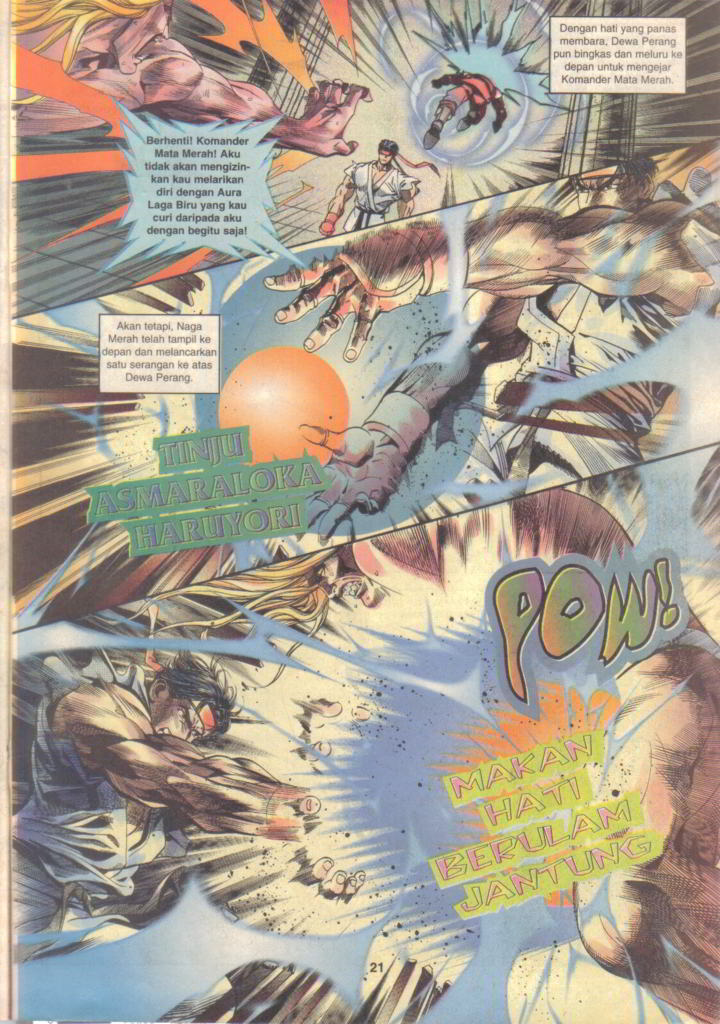 Dengan hati yang panas
membara, Dewa Perang
pun bingkas dan meluru ke
depan untuk mengejar
Komander Mata Merah.
Berhenti! Komander
Mata Merah! Aku
tidak akan mengizin-
kan kau melarikan
diri dengan Aura
Laga Biru yang kau
curi daripada aku
dengan begitu saja!
Akan tetapi, Naga
Merah telah tampil ke
depan dan melancarkan
satu serangan ke atas
Dewa Perang.
TINJU
ASMARALOKA
HARUYORI
POW!
MAKAN
HATI
BERULAM
JANTUNG
21